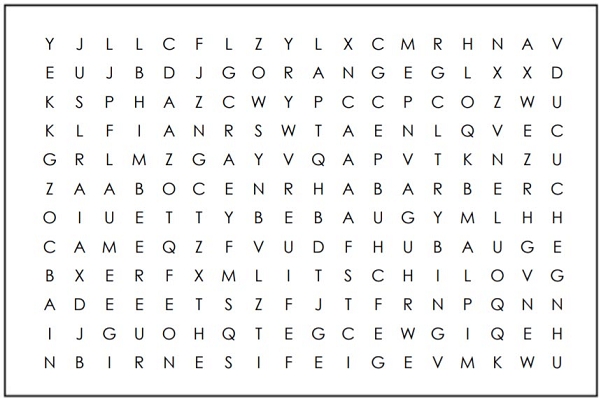 Y J L L C F L Z Y L X C M R H N A V
E U J B D J G O R A N G E G L X X D
K S P H A Z C W Y P C C P C O Z W U
K L F I A N R S W T A E N L Q V E C
G R L M Z G A Y V Q A P V T K N Z U
Z A A B O C E N R H A B A R B E R C
O I U E T T Y B E B A U G Y M L H H
C A M E Q Z F V U D F H U B A U G E
B X E R F X M L I T S C H I L O V G
A D E E E T S Z F J T F R N P Q N N
I J G U O H Q T E G C E W G I Q E H
N B I R N E S I F E I G E V M K W U